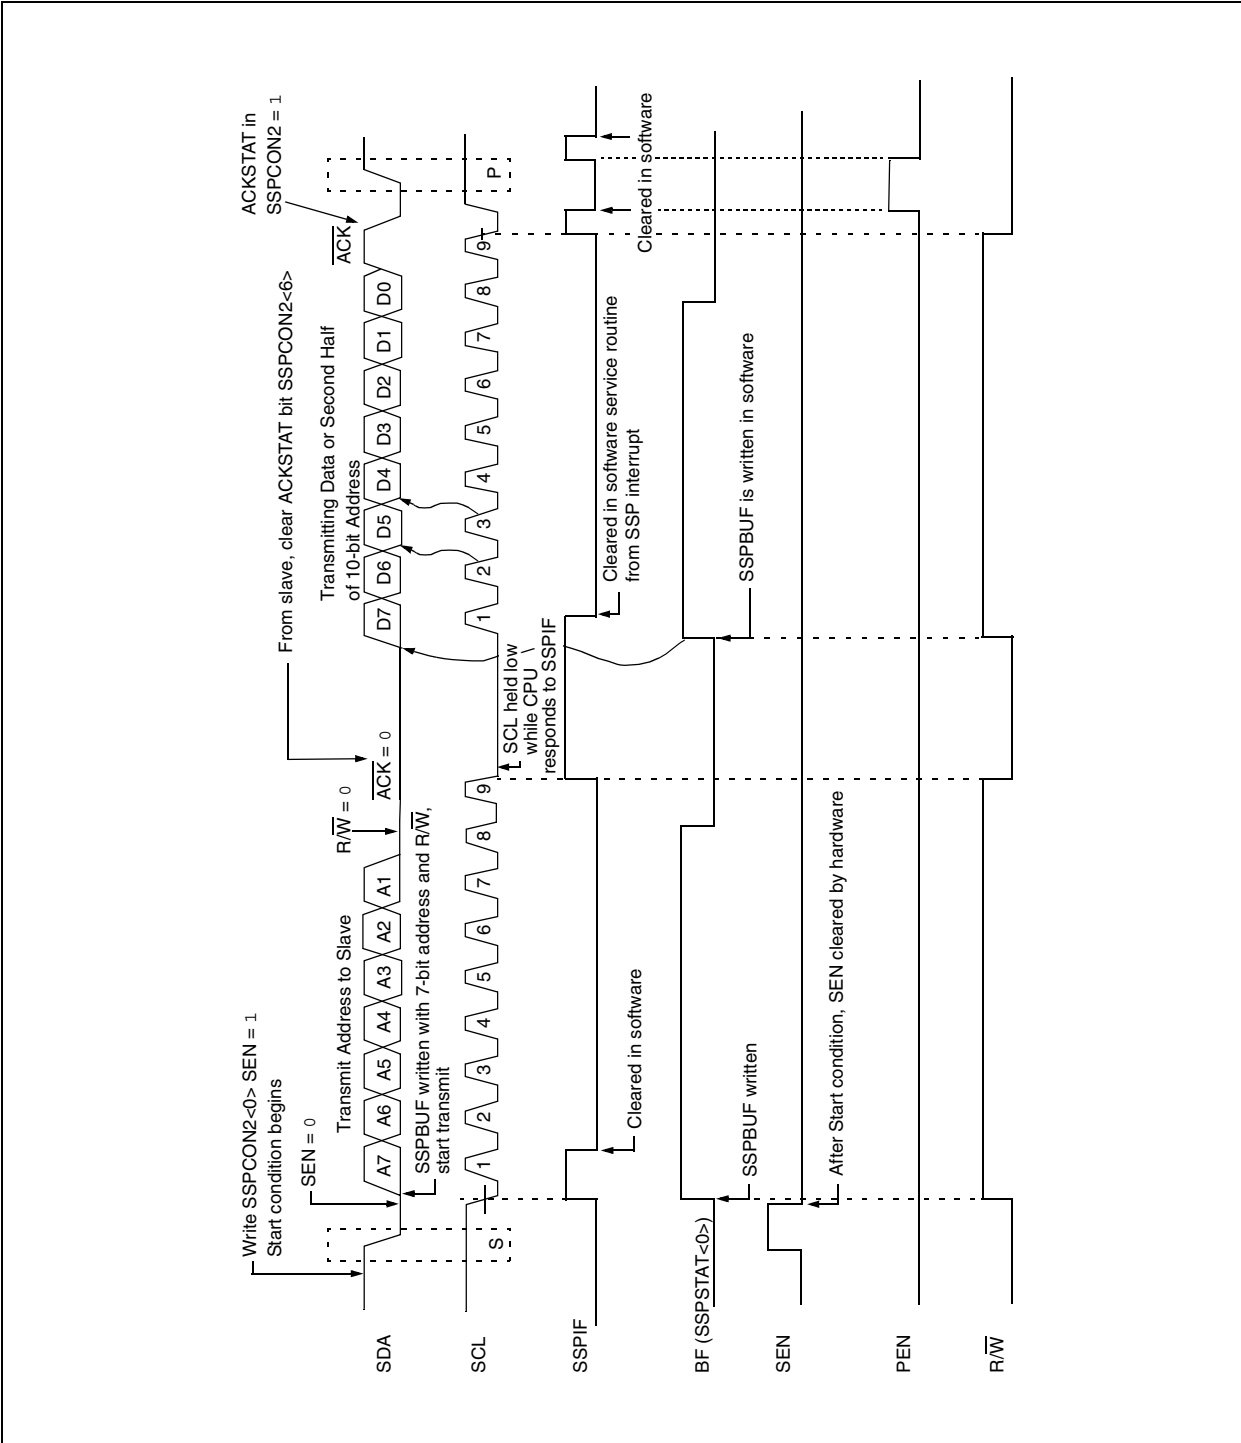 Write SSPCON2<0> SEN = 1
Start condition begins
SEN = 0
Transmit Address to Slave
R/W = 0
From slave, clear ACKSTAT bit SSPCON2<6>
ACK = 0
Transmitting Data or Second Half
of 10-bit Address
ACKSTAT in
SSPCON2 = 1
ACK
SDA
A7 A6 A5 A4 A3 A2 A1
D7 D6 D5 D4 D3 D2 D1 D0
SSPBUF written with 7-bit address and R/W,
start transmit
SCL
S
1 2 3 4 5 6 7 8 9
1 2 3 4 5 6 7 8 9
P
SCL held low
while CPU
responds to SSPIF
SSPIF
Cleared in software
Cleared in software service routine
from SSP interrupt
Cleared in software
BF (SSPSTAT<0>)
SSPBUF written
SSPBUF is written in software
SEN
After Start condition, SEN cleared by hardware
PEN
R/W